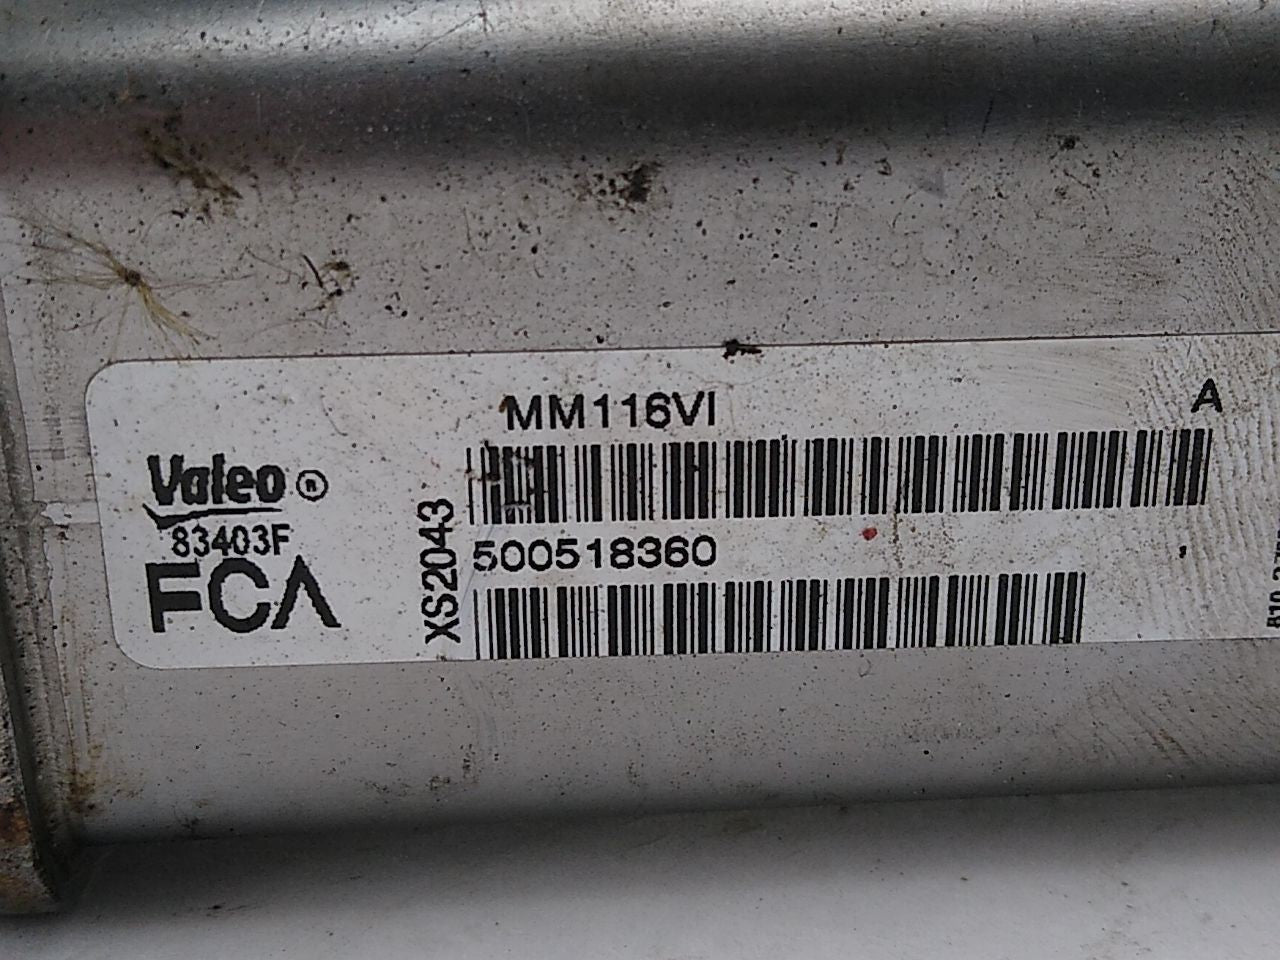 MM116VI
A
Valeo ®
83403F
FCA
XS2043
500518360